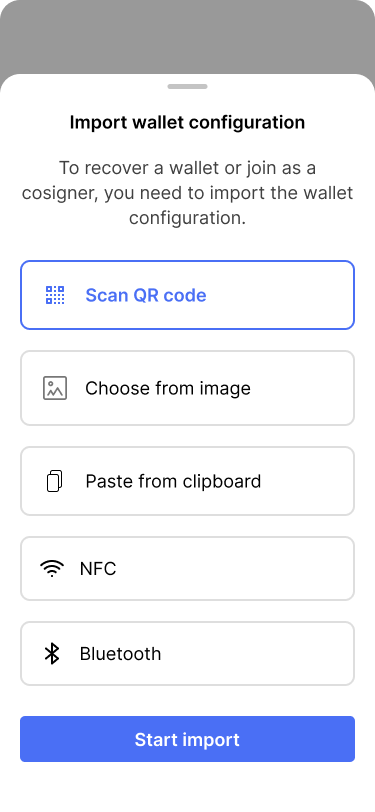 Import wallet configuration
To recover a wallet or join as a
cosigner, you need to import the wallet
configuration.
Scan QR code
Choose from image
Paste from clipboard
NFC
Bluetooth
Start import